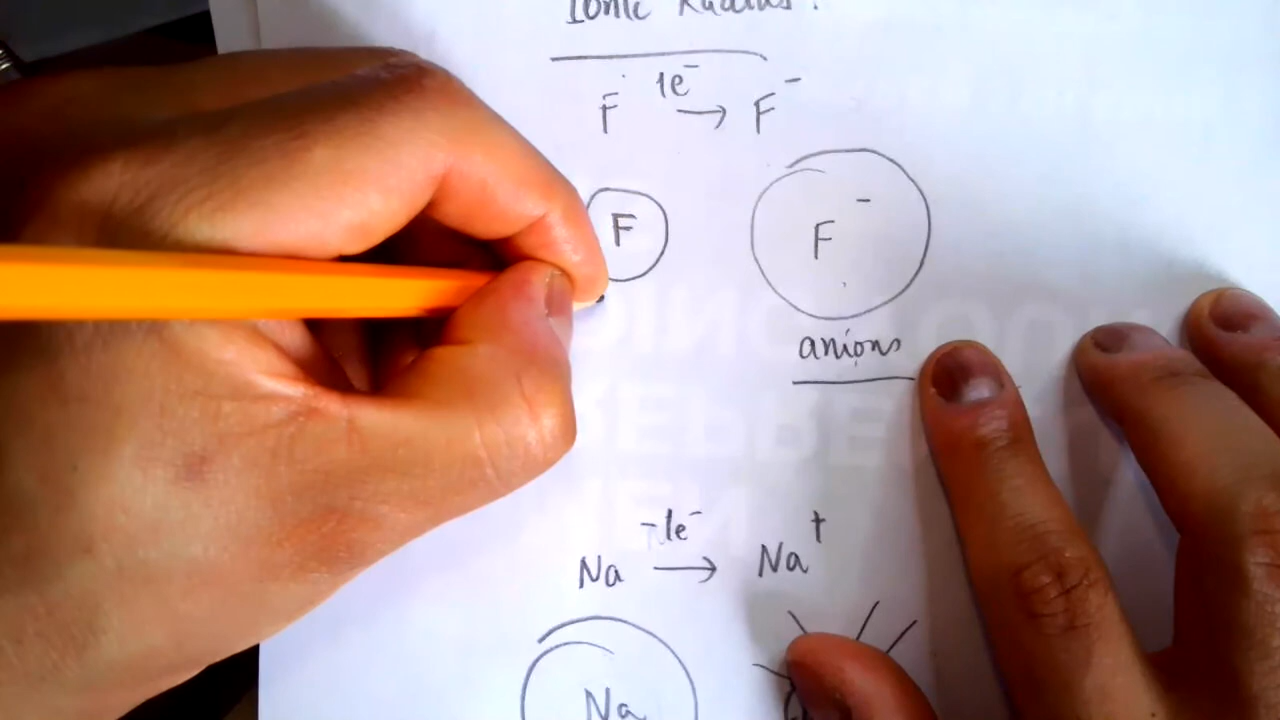 Ionic Radius:
F 1e⁻ → F⁻
F F⁻
anions
Na -1e⁻ → Na⁺
Na